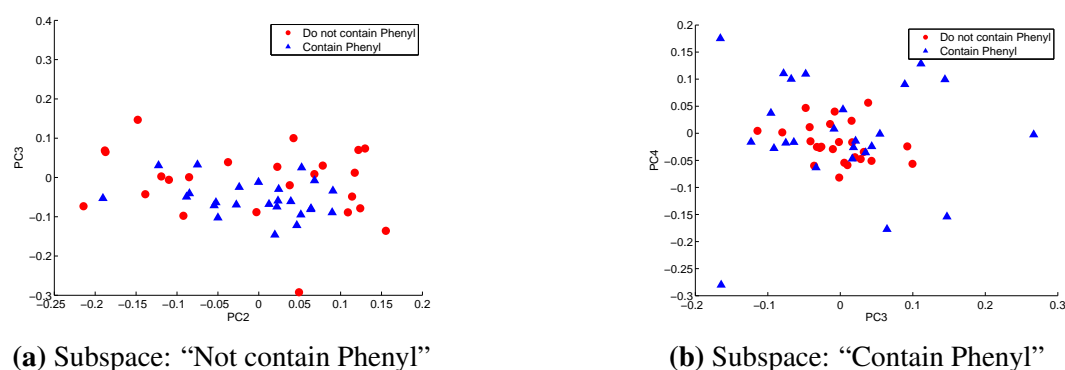 0.4
0.3
0.2
0.1
0
−0.1
−0.2
−0.3
−0.25 −0.2 −0.15 −0.1 −0.05 0 0.05 0.1 0.15 0.2
PC2
PC3
Do not contain Phenyl
Contain Phenyl
(a) Subspace: “Not contain Phenyl”
0.2
0.15
0.1
0.05
0
−0.05
−0.1
−0.15
−0.2
−0.25
−0.3
−0.2 −0.1 0 0.1 0.2 0.3
PC3
PC4
Do not contain Phenyl
Contain Phenyl
(b) Subspace: “Contain Phenyl”